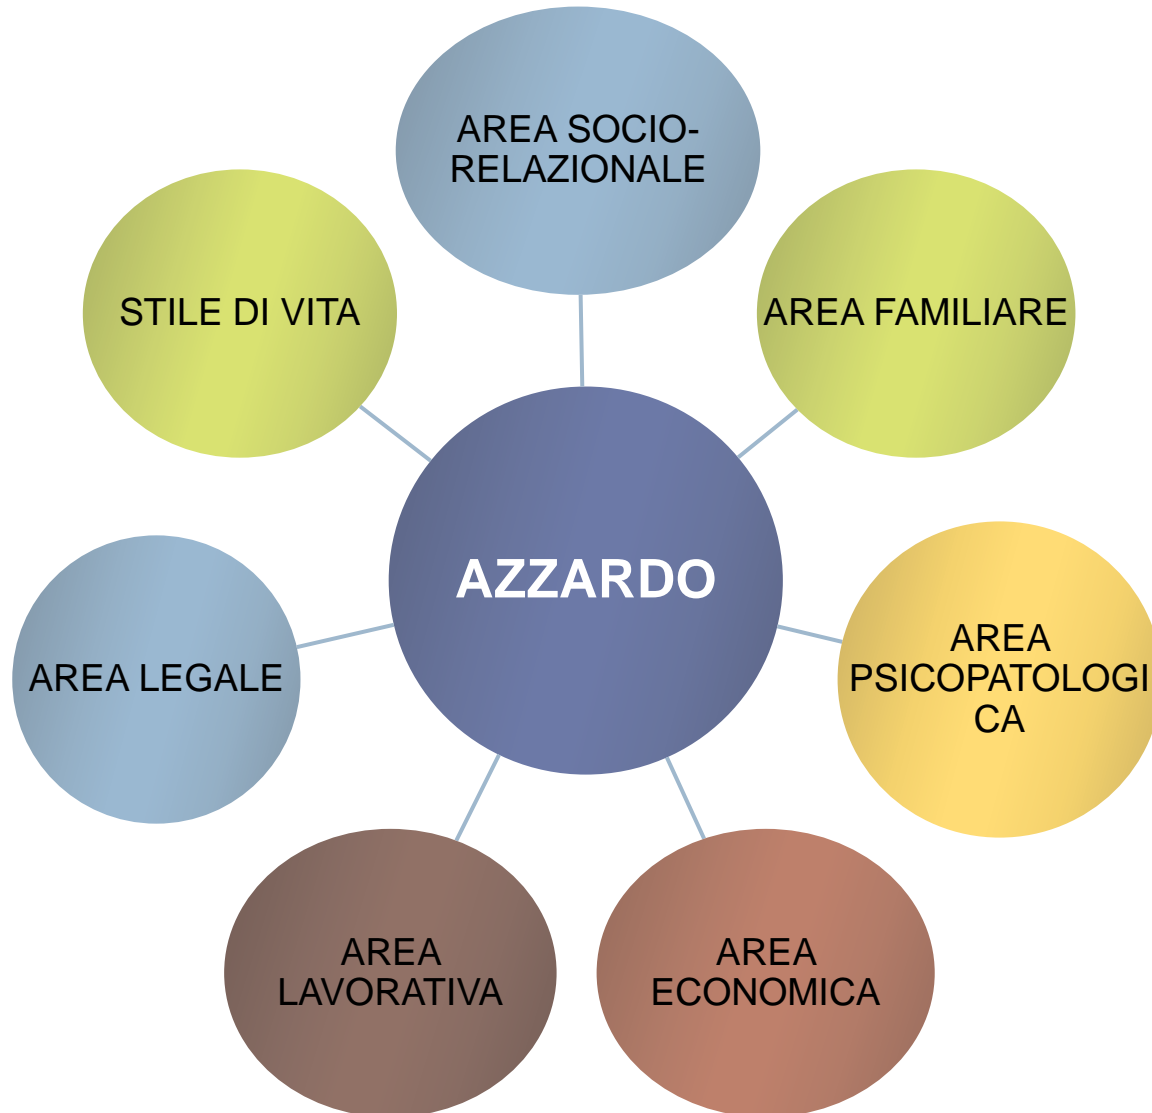 AREA SOCIO-
RELAZIONALE
STILE DI VITA
AREA FAMILIARE
AZZARDO
AREA LEGALE
AREA
PSICOPATOLOGI
CA
AREA
LAVORATIVA
AREA
ECONOMICA